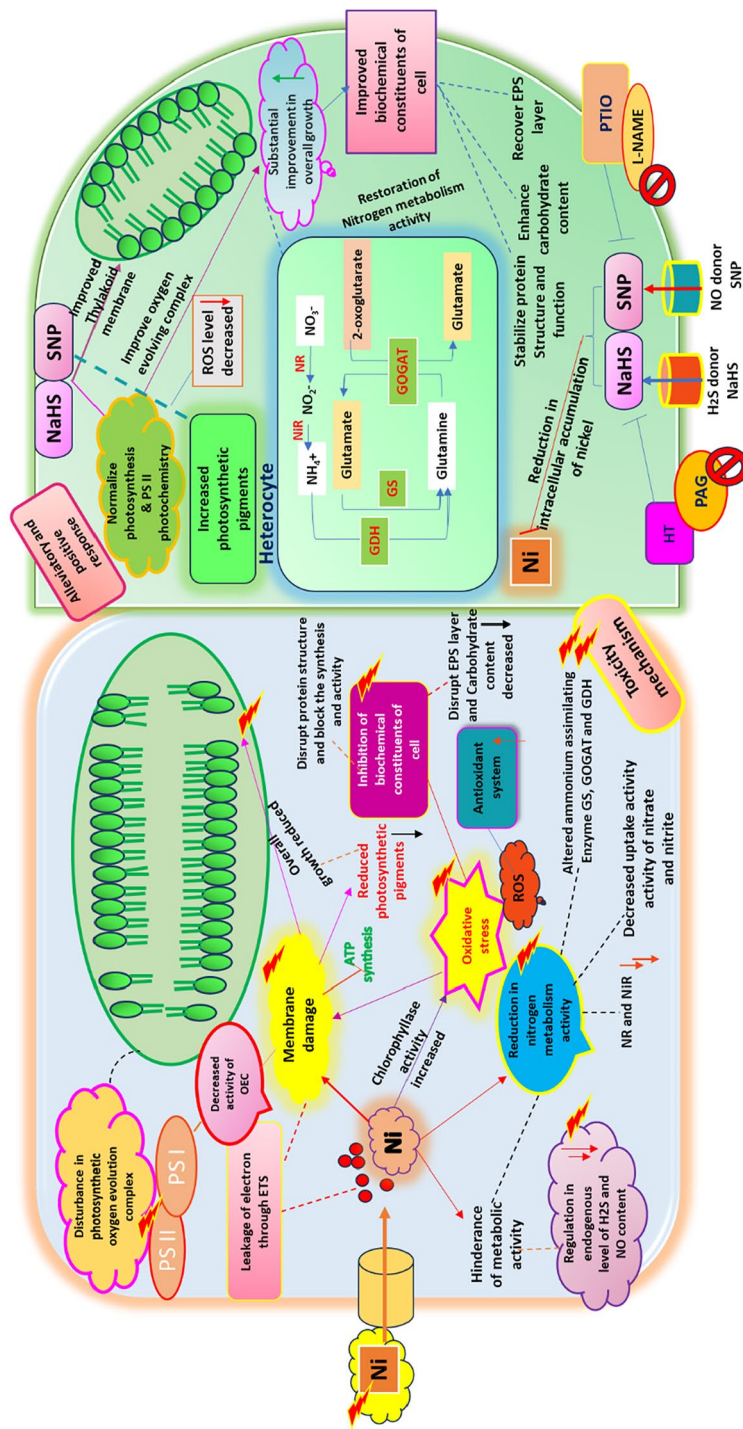 Disturbance in
photosynthetic
oxygen evolution
complex
PS II
PS I
Decreased
activity of
OEC
Leakage of electron
through ETS
Membrane
damage
ATP
synthesis
Overall
growth reduced
Reduced
photosynthetic
pigments
Disrupt protein structure
and block the synthesis
and activity
Inhibition of
biochemical
constituents of
cell
Disrupt EPS layer
and Carbohydrate
content
decreased
Ni
Ni
Chlorophyllase
activity
increased
Oxidative
stress
ROS
Antioxidant
system
Hinderance
of metabolic
activity
Regulation in
endogenous
level of H2S and
NO content
Reduction in
nitrogen
metabolism
activity
NR and NiR
Decreased uptake activity
activity of nitrate
and nitrite
Altered ammonium assimilating
Enzyme GS, GOGAT and GDH
Toxicity
mechanism
Alleviatory and
positive
response
NaHS
SNP
Normalize
photosynthesis
& PS II
photochemistry
Improved
Thylakoid
membrane
Improve oxygen
evolving complex
Increased
photosynthetic
pigments
ROS level
decreased
Substantial
improvement in
overall growth
Improved
biochemical
constituents of
cell
Heterocyte
NH4+
NiR
NO2-
NR
NO3-
GDH
GS
Glutamate
2-oxoglutarate
GOGAT
Glutamine
Glutamate
Restoration of
Nitrogen metabolism
activity
Stabilize protein
Structure and
function
Enhance
carbohydrate
content
Recover EPS
layer
Ni
Reduction in
intracellular accumulation
of nickel
NaHS
SNP
HT
PAG
H2S donor
NaHS
NO donor
SNP
PTIO
L-NAME